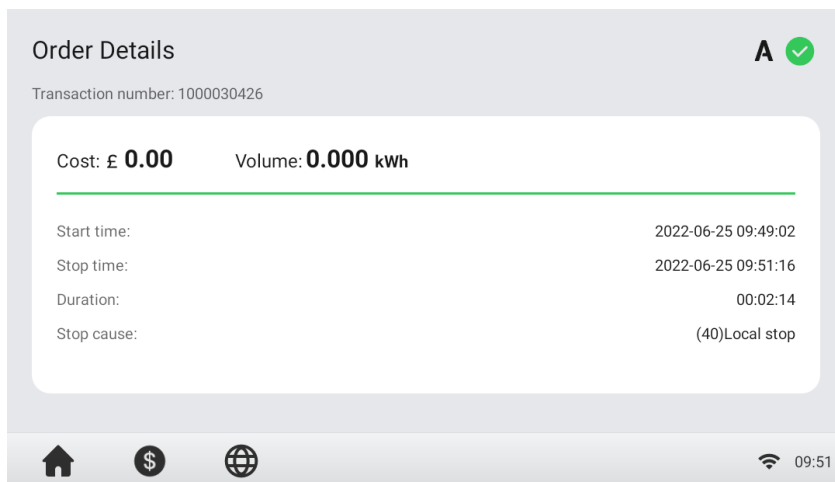 Order Details
A
Transaction number: 1000030426
Cost: £ 0.00 Volume: 0.000 kWh
Start time: 2022-06-25 09:49:02
Stop time: 2022-06-25 09:51:16
Duration: 00:02:14
Stop cause: (40)Local stop
$
09:51